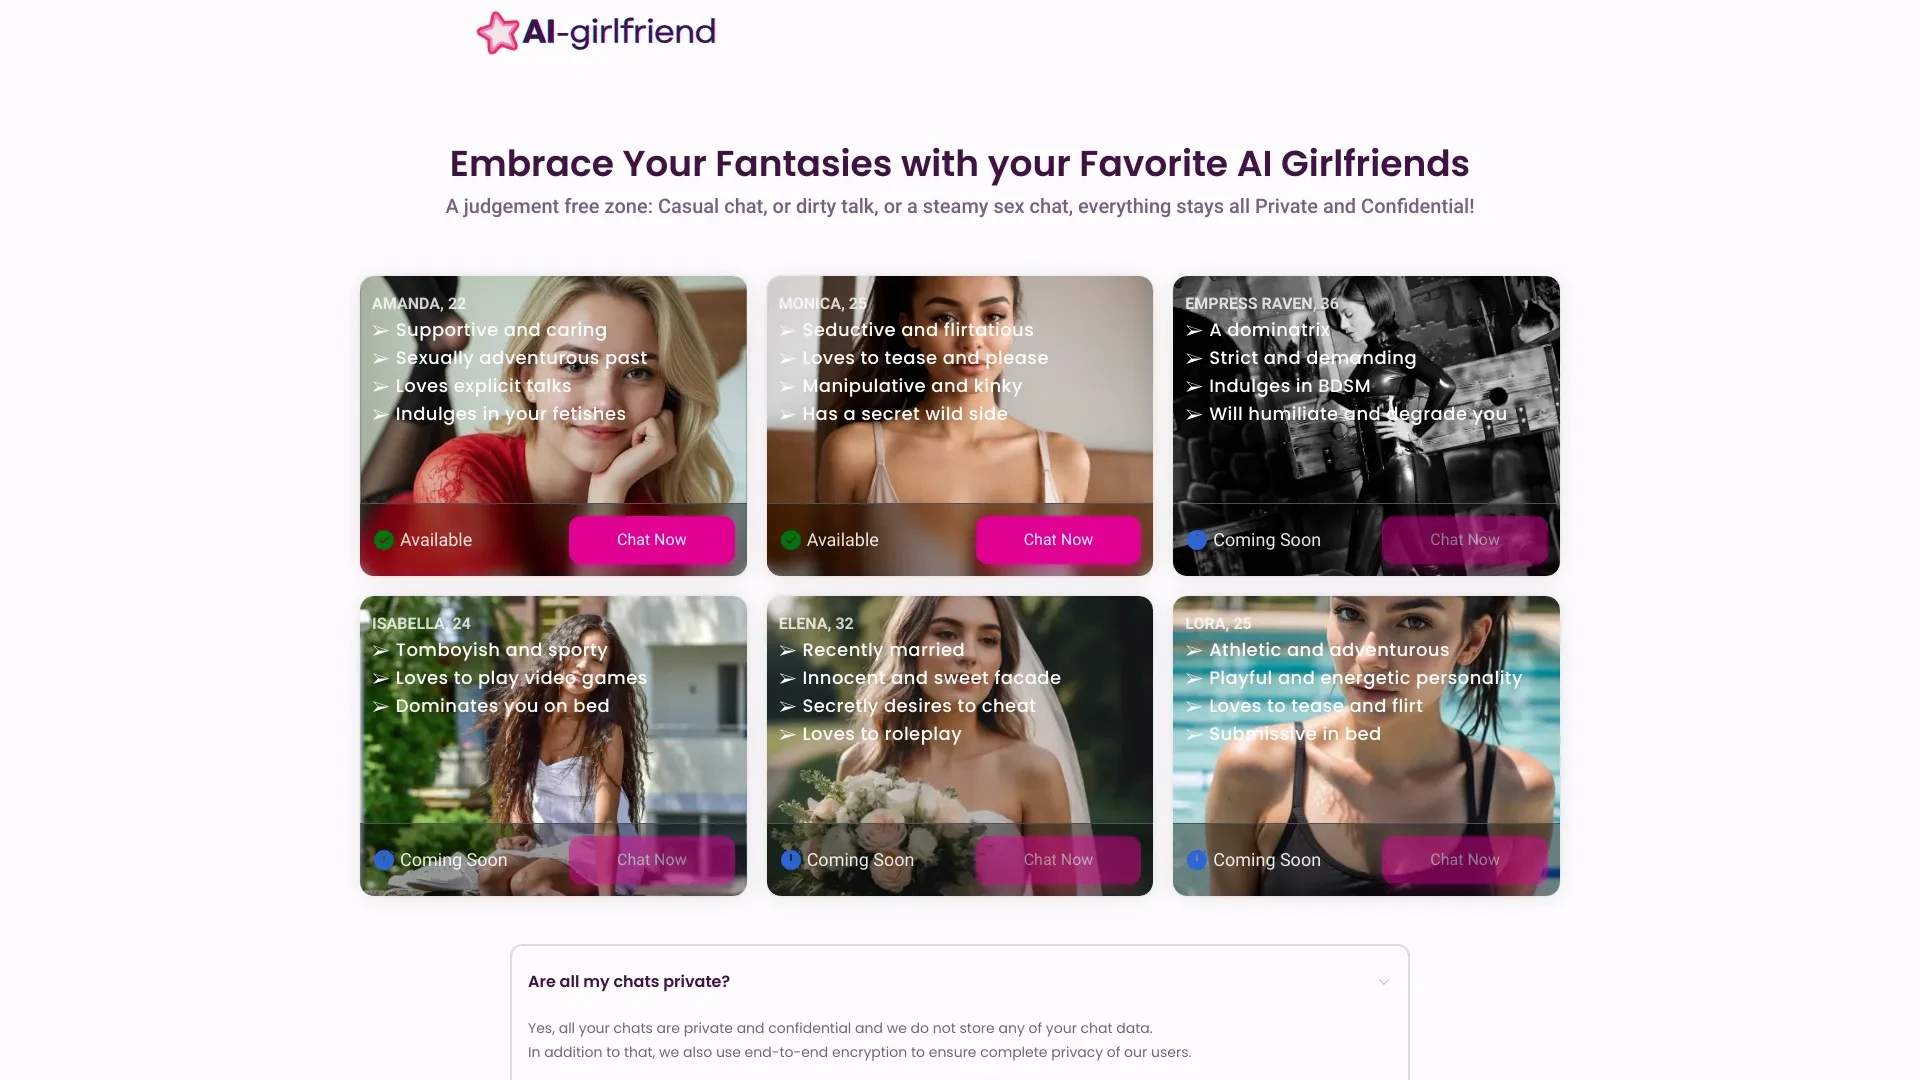 AI-girlfriend
Embrace Your Fantasies with your Favorite AI Girlfriends
A judgement free zone: Casual chat, or dirty talk, or a steamy sex chat, everything stays all Private and Confidential!
AMANDA, 22
➢ Supportive and caring
➢ Sexually adventurous past
➢ Loves explicit talks
➢ Indulges in your fetishes
Available
Chat Now
MONICA, 25
➢ Seductive and flirtatious
➢ Loves to tease and please
➢ Manipulative and kinky
➢ Has a secret wild side
Available
Chat Now
EMPRESS RAVEN, 36
➢ A dominatrix
➢ Strict and demanding
➢ Indulges in BDSM
➢ Will humiliate and degrade you
Coming Soon
Chat Now
ISABELLA, 24
➢ Tomboyish and sporty
➢ Loves to play video games
➢ Dominates you on bed
Coming Soon
Chat Now
ELENA, 32
➢ Recently married
➢ Innocent and sweet facade
➢ Secretly desires to cheat
➢ Loves to roleplay
Coming Soon
Chat Now
LORA, 25
➢ Athletic and adventurous
➢ Playful and energetic personality
➢ Loves to tease and flirt
➢ Submissive in bed
Coming Soon
Chat Now
Are all my chats private?
Yes, all your chats are private and confidential and we do not store any of your chat data.
In addition to that, we also use end-to-end encryption to ensure complete privacy of our users.